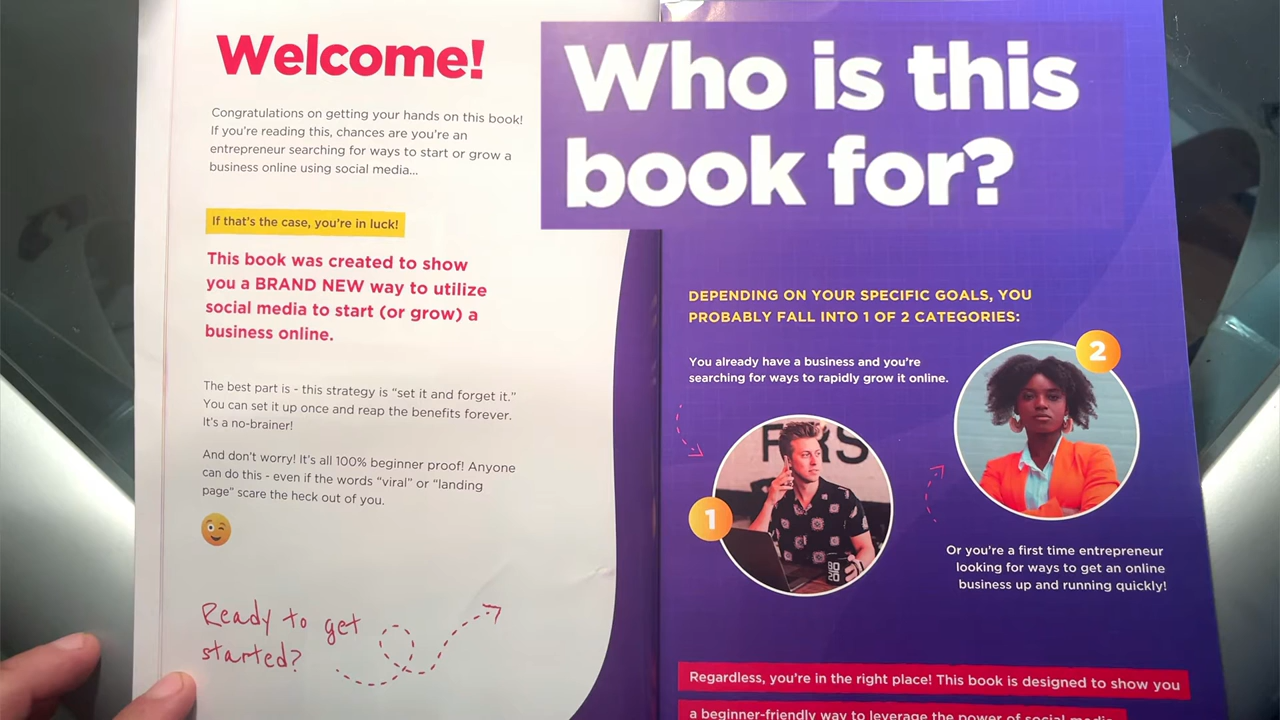 Welcome!
Congratulations on getting your hands on this book!
If you're reading this, chances are you're an
entrepreneur searching for ways to start or grow a
business online using social media...
If that's the case, you're in luck!
This book was created to show
you a BRAND NEW way to utilize
social media to start (or grow) a
business online.
The best part is - this strategy is "set it and forget it."
You can set it up once and reap the benefits forever.
It's a no-brainer!
And don't worry! It's all 100% beginner proof! Anyone
can do this - even if the words "viral" or "landing
page" scare the heck out of you.
Ready to get
started?
Who is this
book for?
DEPENDING ON YOUR SPECIFIC GOALS, YOU
PROBABLY FALL INTO 1 OF 2 CATEGORIES:
You already have a business and you're
searching for ways to rapidly grow it online.
1
2
Or you're a first time entrepreneur
looking for ways to get an online
business up and running quickly!
Regardless, you're in the right place! This book is designed to show you
a beginner-friendly way to leverage the power of social media